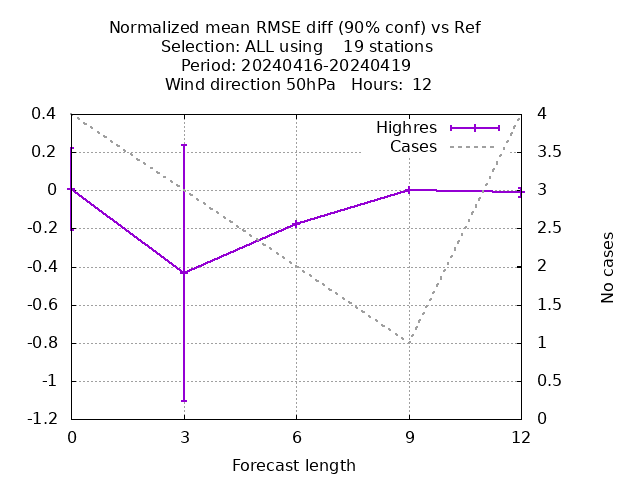 Normalized mean RMSE diff (90% conf) vs Ref
Selection: ALL using    19 stations
Period: 20240416-20240419
Wind direction 50hPa   Hours: 12
Highres
Cases
0.4
0.2
0
-0.2
-0.4
-0.6
-0.8
-1
-1.2
4
3.5
3
2.5
2
1.5
1
0.5
0
No cases
0 3 6 9 12
Forecast length